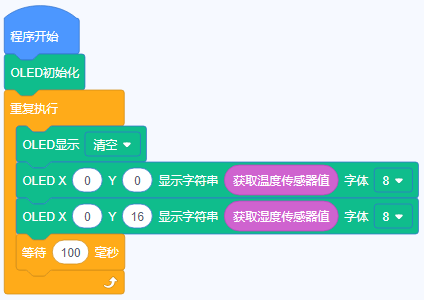 程序开始
OLED初始化
重复执行
OLED显示 清空
OLED X 0 Y 0 显示字符串 获取温度传感器值 字体 8
OLED X 0 Y 16 显示字符串 获取湿度传感器值 字体 8
等待 100 毫秒